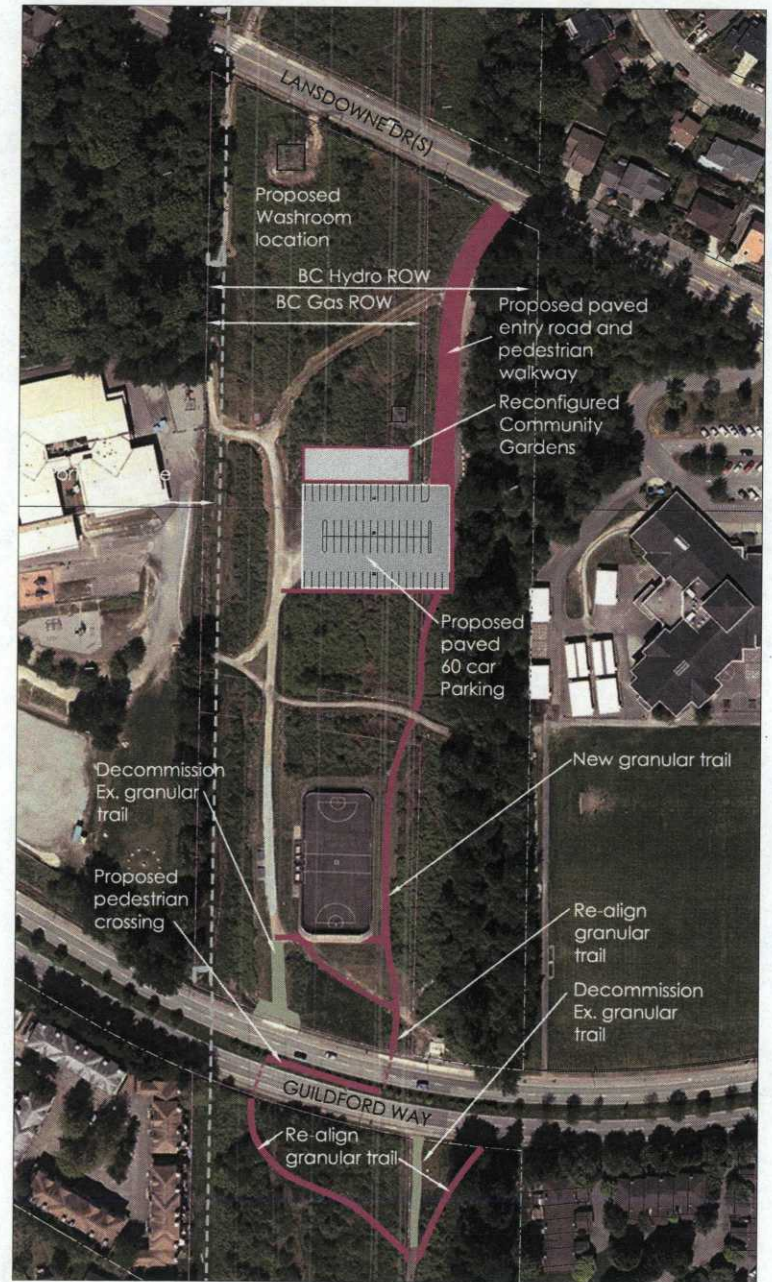 LANSDOWNE DR(S)
Proposed
Washroom
location
BC Hydro ROW
BC Gas ROW
Proposed paved
entry road and
pedestrian
walkway
Reconfigured
Community
Gardens
Proposed
paved
60 car
Parking
Decommission
Ex. granular
trail
New granular trail
Proposed
pedestrian
crossing
Re-align
granular
trail
Decommission
Ex. granular
trail
GUILDFORD WAY
Re-align
granular trail